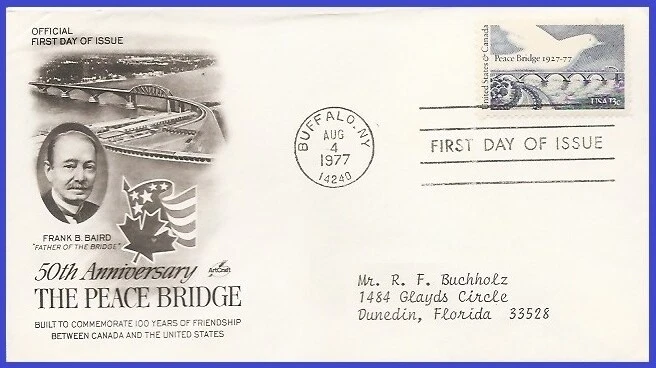 OFFICIAL
FIRST DAY OF ISSUE
FRANK B. BAIRD
"FATHER OF THE BRIDGE"
50th Anniversary
ArtCraft
THE PEACE BRIDGE
BUILT TO COMMEMORATE 100 YEARS OF FRIENDSHIP
BETWEEN CANADA AND THE UNITED STATES
BUFFALO, NY
AUG
4
1977
14240
United States & Canada
Peace Bridge 1927-77
USA 13c
FIRST DAY OF ISSUE
Mr. R. F. Buchholz
1484 Glayds Circle
Dunedin, Florida 33528